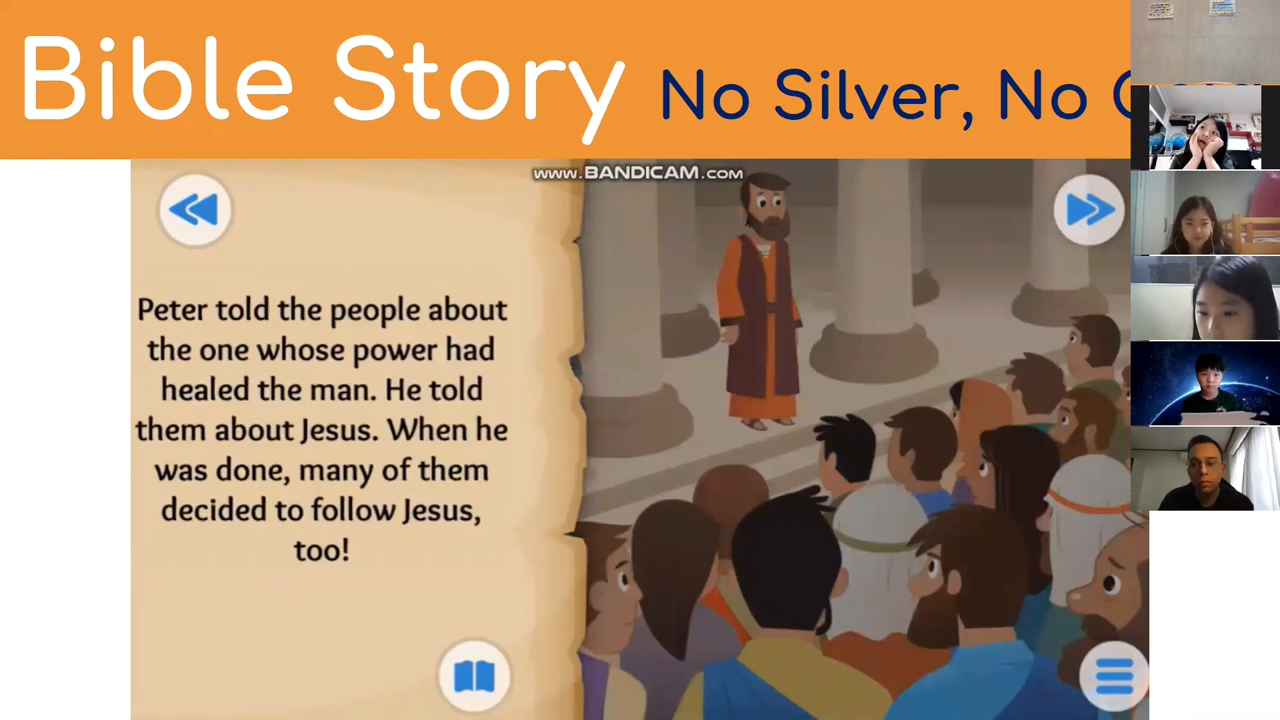 Bible Story No Silver, No
www.BANDICAM.com
Peter told the people about
the one whose power had
healed the man. He told
them about Jesus. When he
was done, many of them
decided to follow Jesus,
too!